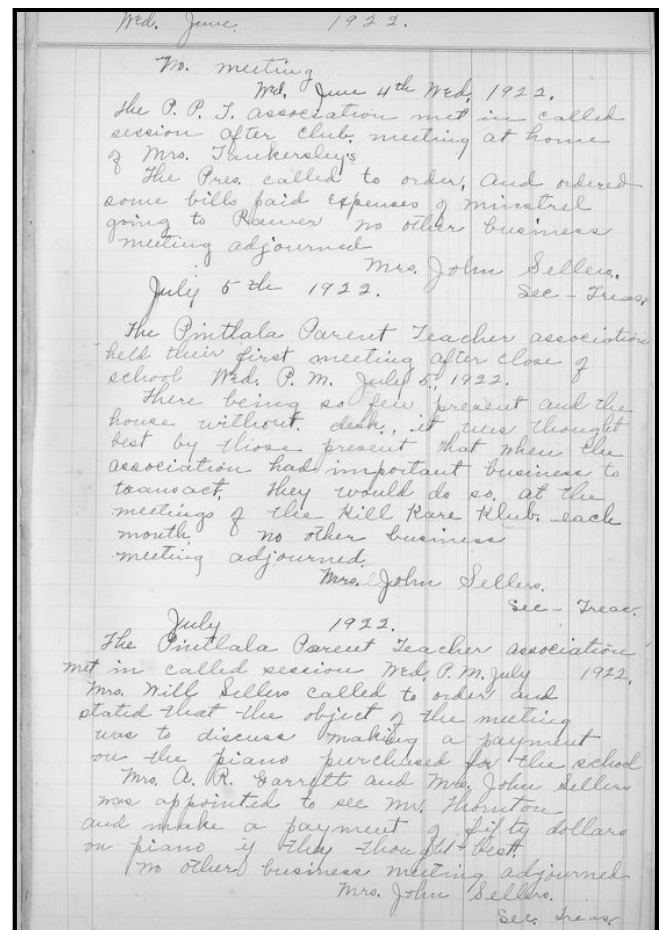 Wed. June. 1922.
No. meeting
Wed. June 4th Wed, 1922.
The P. P. T. association met in called
session after club. meeting at home
of Mrs. Tankersley's
The Pres. called to order, and ordered
some bills paid expenses of minstrel
going to Ramer no other business
meeting adjourned
Mrs. John Sellers.
Sec - Treas.
July 5th 1922.
The Pintlala Parent Teacher association
held their first meeting after close of
school Wed. P.M. July 5, 1922.
There being so few present and the
house without. desk., it was thought
best by those present that when the
association had important business to
transact, they would do so, at the
meetings of the Kill Kare Klub. each
month. no other business
meeting adjourned.
Mrs. John Sellers.
Sec - Treas.
July 1922.
The Pintlala Parent Teacher association
met in called session Wed. P.M. July 1922.
Mrs. Will Sellers called to order and
stated that the object of the meeting
was to discuss making a payment
on the piano purchased for the school
Mrs. A. R. Garrett and Mrs. John Sellers
was appointed to see Mr. Thornton
and make a payment of fifty dollars
on piano if they thought best.
no other business meeting adjourned
Mrs. John Sellers.
Sec. Treas.